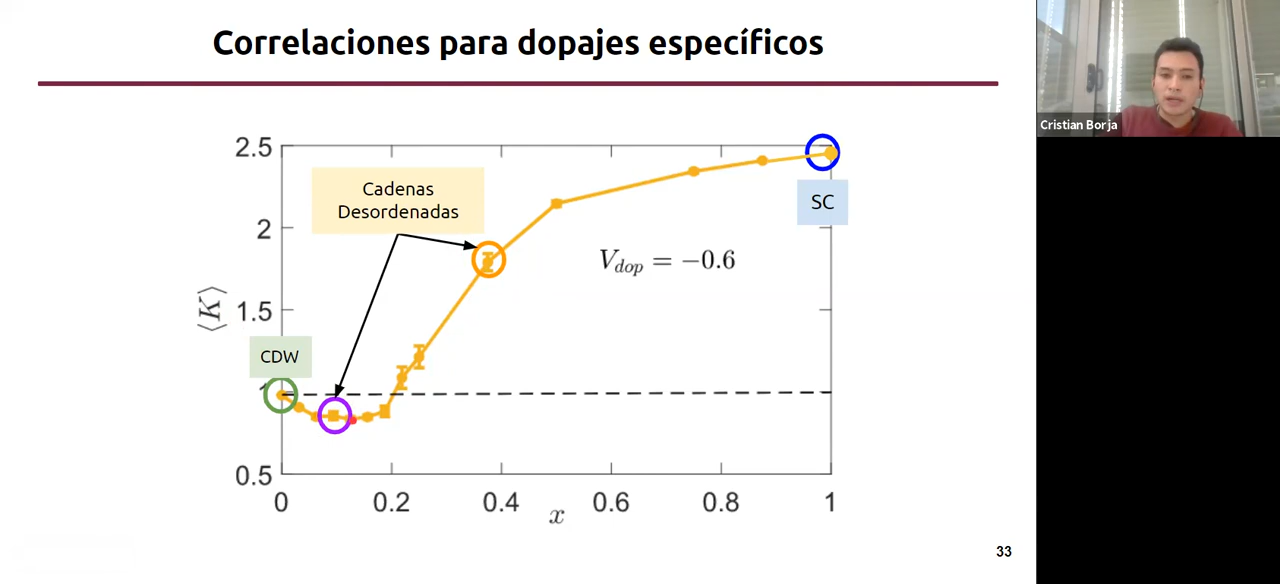 Correlaciones para dopajes específicos
Cristian Borja
2.5
2
1.5
1
0.5
⟨K⟩
Cadenas
Desordenadas
SC
V_dop = −0.6
CDW
0 0.2 0.4 0.6 0.8 1
x
33